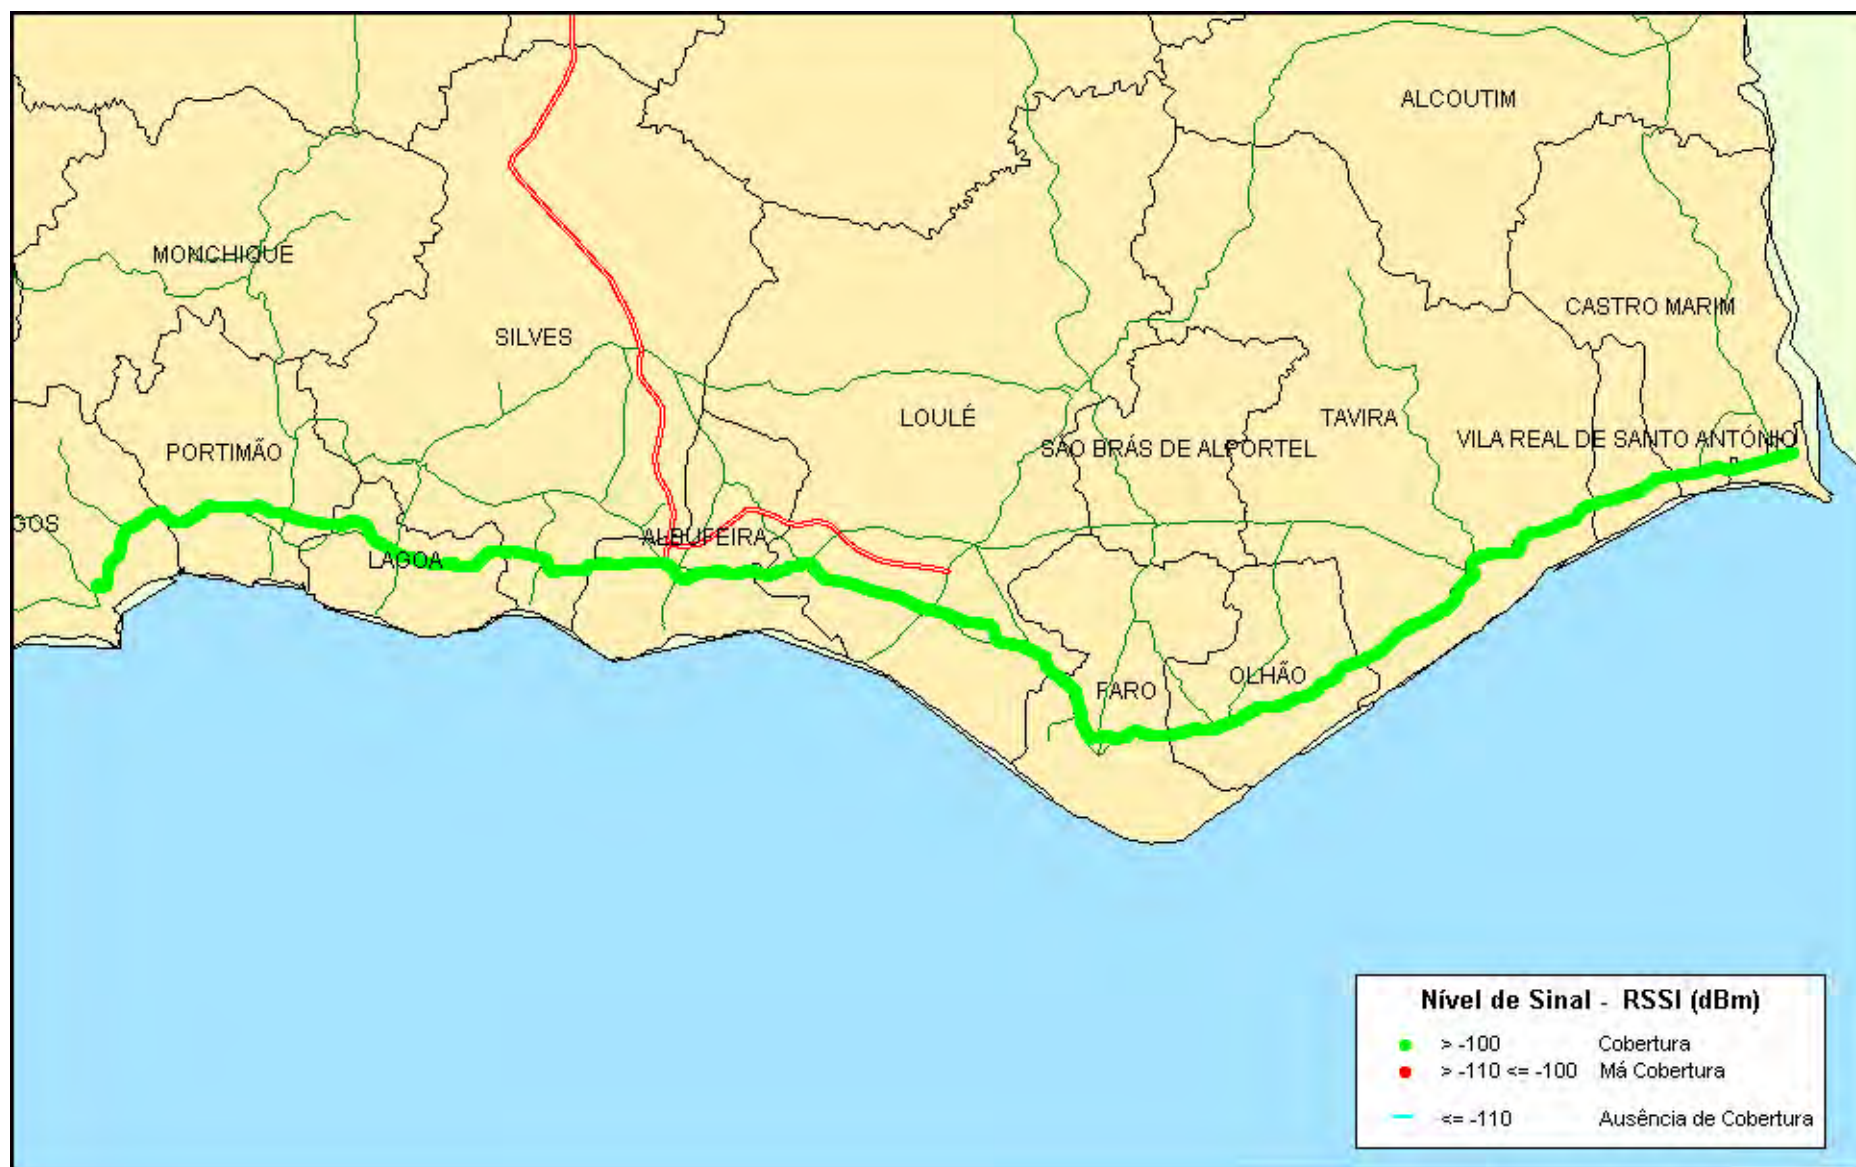 ALCOUTIM
MONCHIQUE
CASTRO MARIM
SILVES
LOULÉ
TAVIRA
PORTIMÃO
SÃO BRÁS DE ALPORTEL
VILA REAL DE SANTO ANTÓNIO
GOS
ALBUFEIRA
LAGOA
FARO
OLHÃO
Nível de Sinal - RSSI (dBm)
> -100 Cobertura
> -110 <= -100 Má Cobertura
<= -110 Ausência de Cobertura